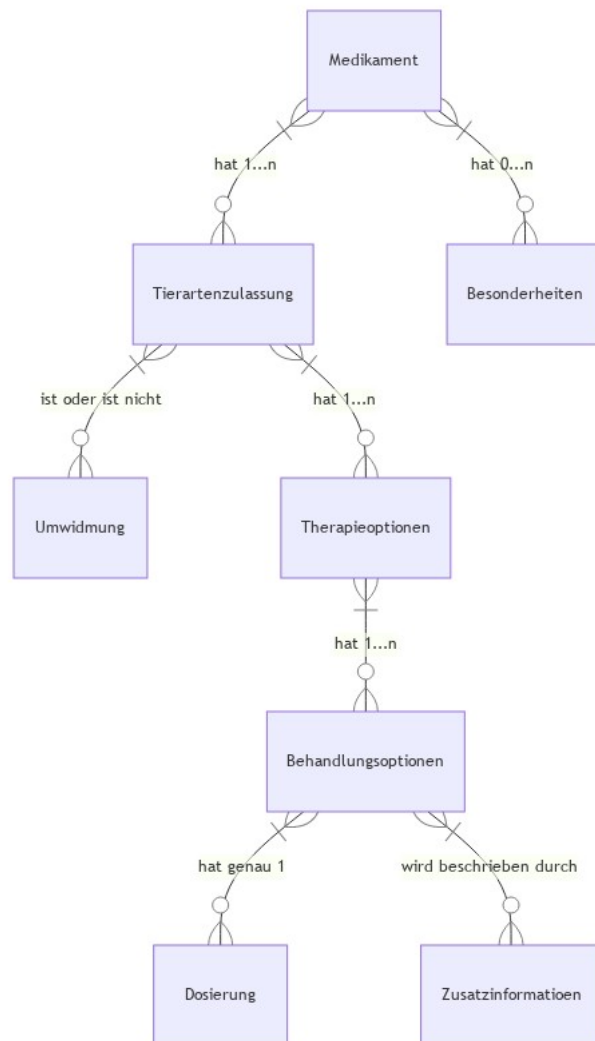 Medikament
hat 1...n
hat 0...n
Tierartenzulassung
Besonderheiten
ist oder ist nicht
hat 1...n
Umwidmung
Therapieoptionen
hat 1...n
Behandlungsoptionen
hat genau 1
wird beschrieben durch
Dosierung
Zusatzinformatioen